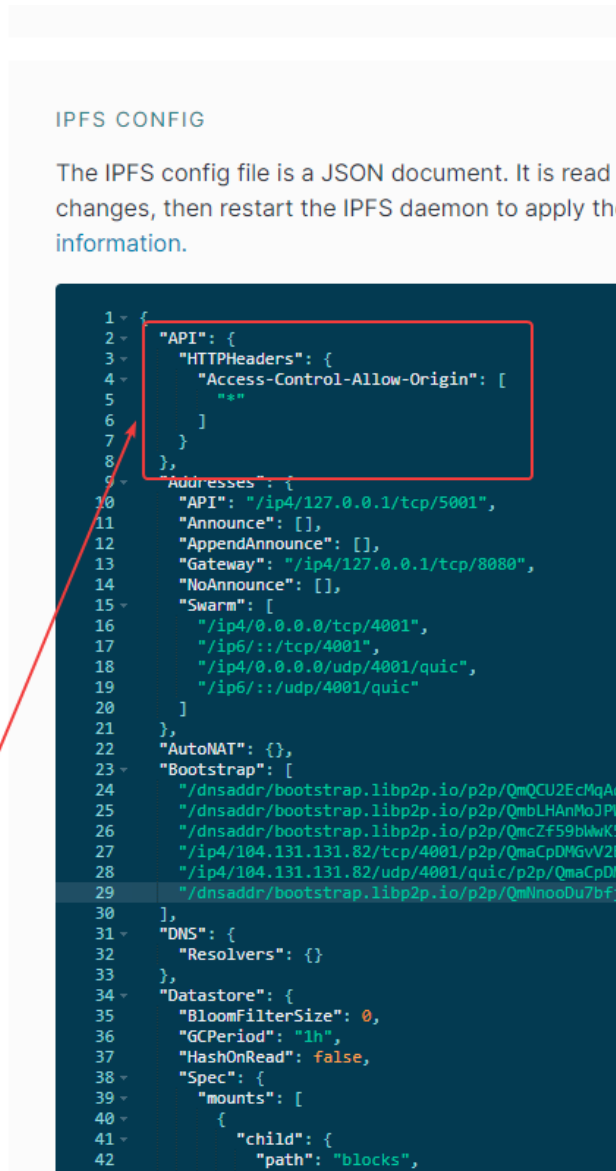 IPFS CONFIG
The IPFS config file is a JSON document. It is read
changes, then restart the IPFS daemon to apply the
information.
1 {
2 "API": {
3 "HTTPHeaders": {
4 "Access-Control-Allow-Origin": [
5 "*"
6 ]
7 }
8 },
9 "Addresses": {
10 "API": "/ip4/127.0.0.1/tcp/5001",
11 "Announce": [],
12 "AppendAnnounce": [],
13 "Gateway": "/ip4/127.0.0.1/tcp/8080",
14 "NoAnnounce": [],
15 "Swarm": [
16 "/ip4/0.0.0.0/tcp/4001",
17 "/ip6/::/tcp/4001",
18 "/ip4/0.0.0.0/udp/4001/quic",
19 "/ip6/::/udp/4001/quic"
20 ]
21 },
22 "AutoNAT": {},
23 "Bootstrap": [
24 "/dnsaddr/bootstrap.libp2p.io/p2p/QmQCU2EcMqA
25 "/dnsaddr/bootstrap.libp2p.io/p2p/QmbLHAnMoJP
26 "/dnsaddr/bootstrap.libp2p.io/p2p/QmcZf59bWwK
27 "/ip4/104.131.131.82/tcp/4001/p2p/QmaCpDMGvV2
28 "/ip4/104.131.131.82/udp/4001/quic/p2p/QmaCpD
29 "/dnsaddr/bootstrap.libp2p.io/p2p/QmNnooDu7bf
30 ],
31 "DNS": {
32 "Resolvers": {}
33 },
34 "Datastore": {
35 "BloomFilterSize": 0,
36 "GCPeriod": "1h",
37 "HashOnRead": false,
38 "Spec": {
39 "mounts": [
40 {
41 "child": {
42 "path": "blocks",